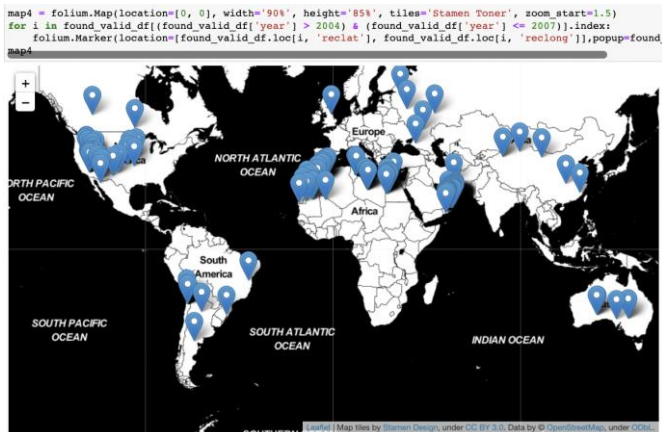 map4 = folium.Map(location=[0, 0], width='90%', height='85%', tiles='Stamen Toner', zoom_start=1.5)
for i in found_valid_df[(found_valid_df['year'] > 2004) & (found_valid_df['year'] <= 2007)].index:
folium.Marker(location=[found_valid_df.loc[i, 'reclat'], found_valid_df.loc[i, 'reclong']],popup=found_
map4
+
−
Europe
NORTH ATLANTIC
OCEAN
ORTH PACIFIC
OCEAN
Africa
South
America
SOUTH PACIFIC
OCEAN
SOUTH ATLANTIC
OCEAN
INDIAN OCEAN
Leaflet | Map tiles by Stamen Design, under CC BY 3.0. Data by © OpenStreetMap, under ODbL.